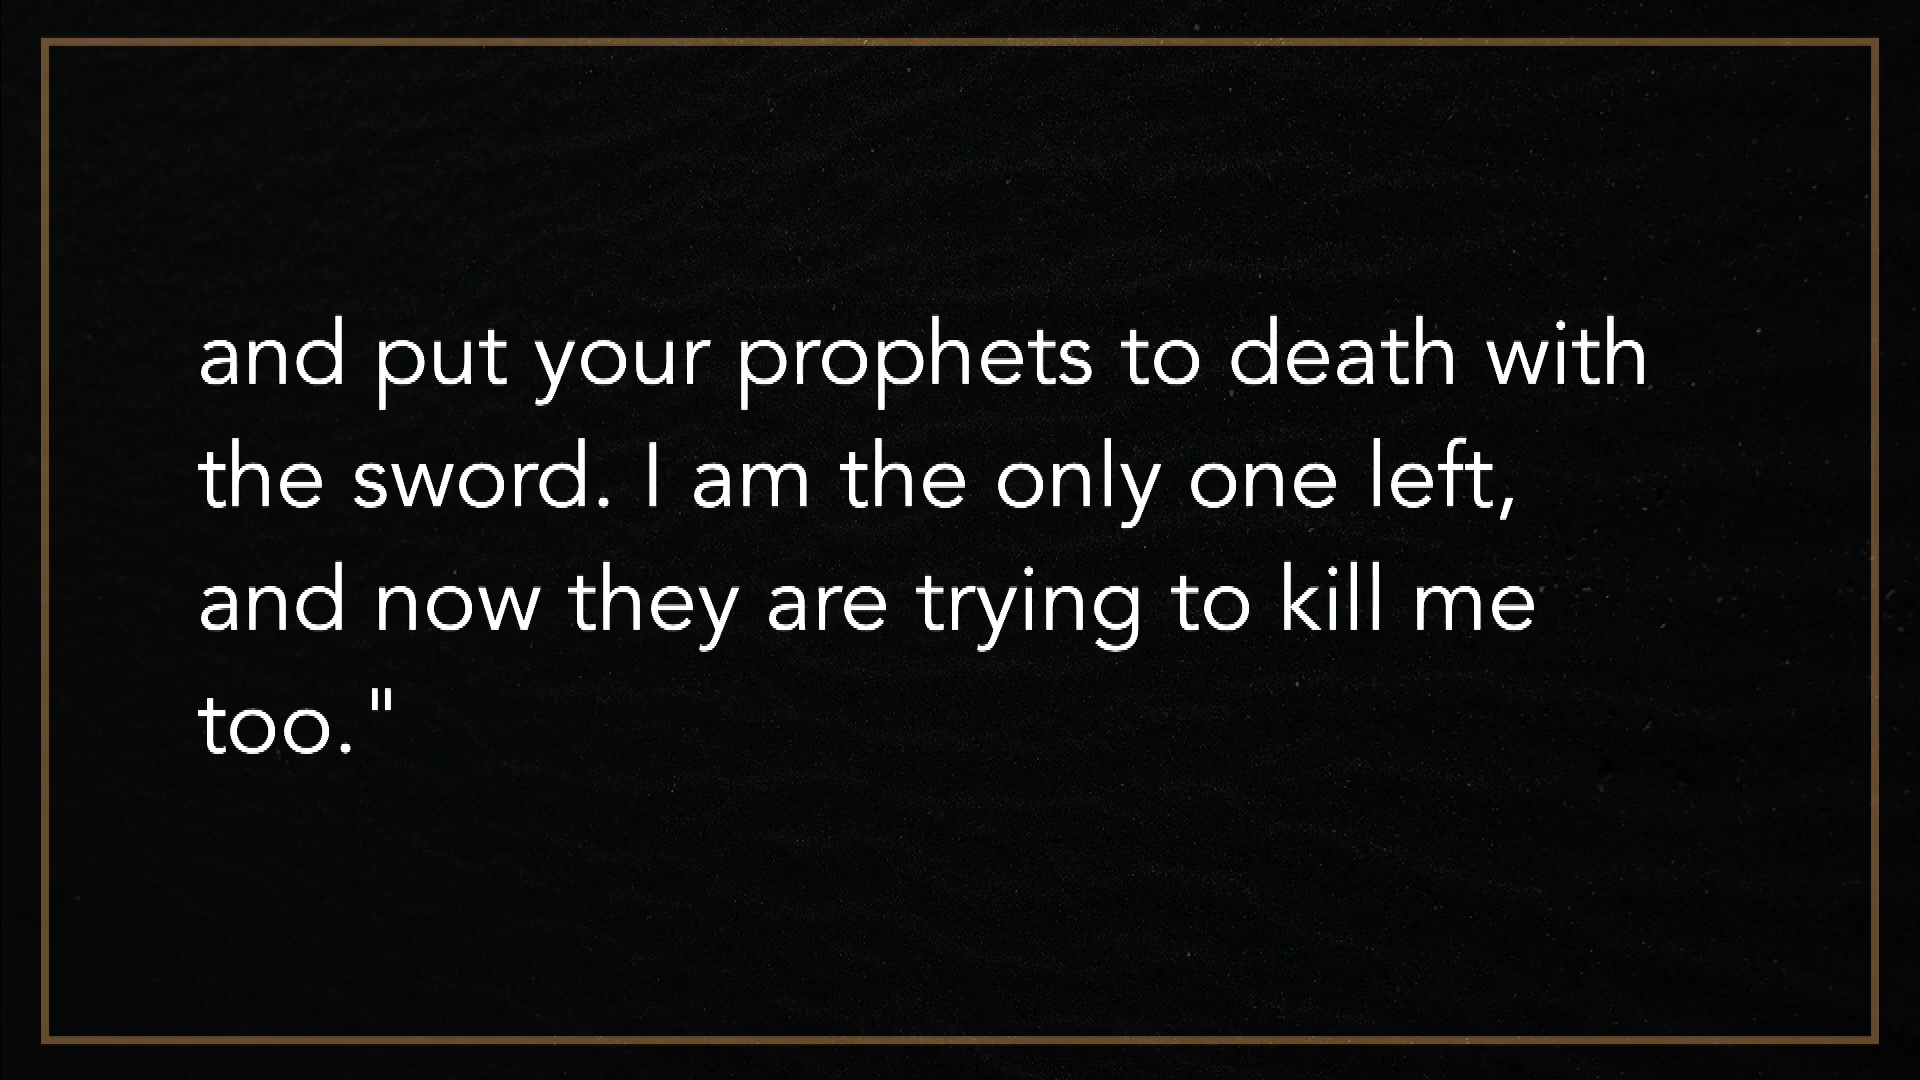 and put your prophets to death with
the sword. I am the only one left,
and now they are trying to kill me
too."